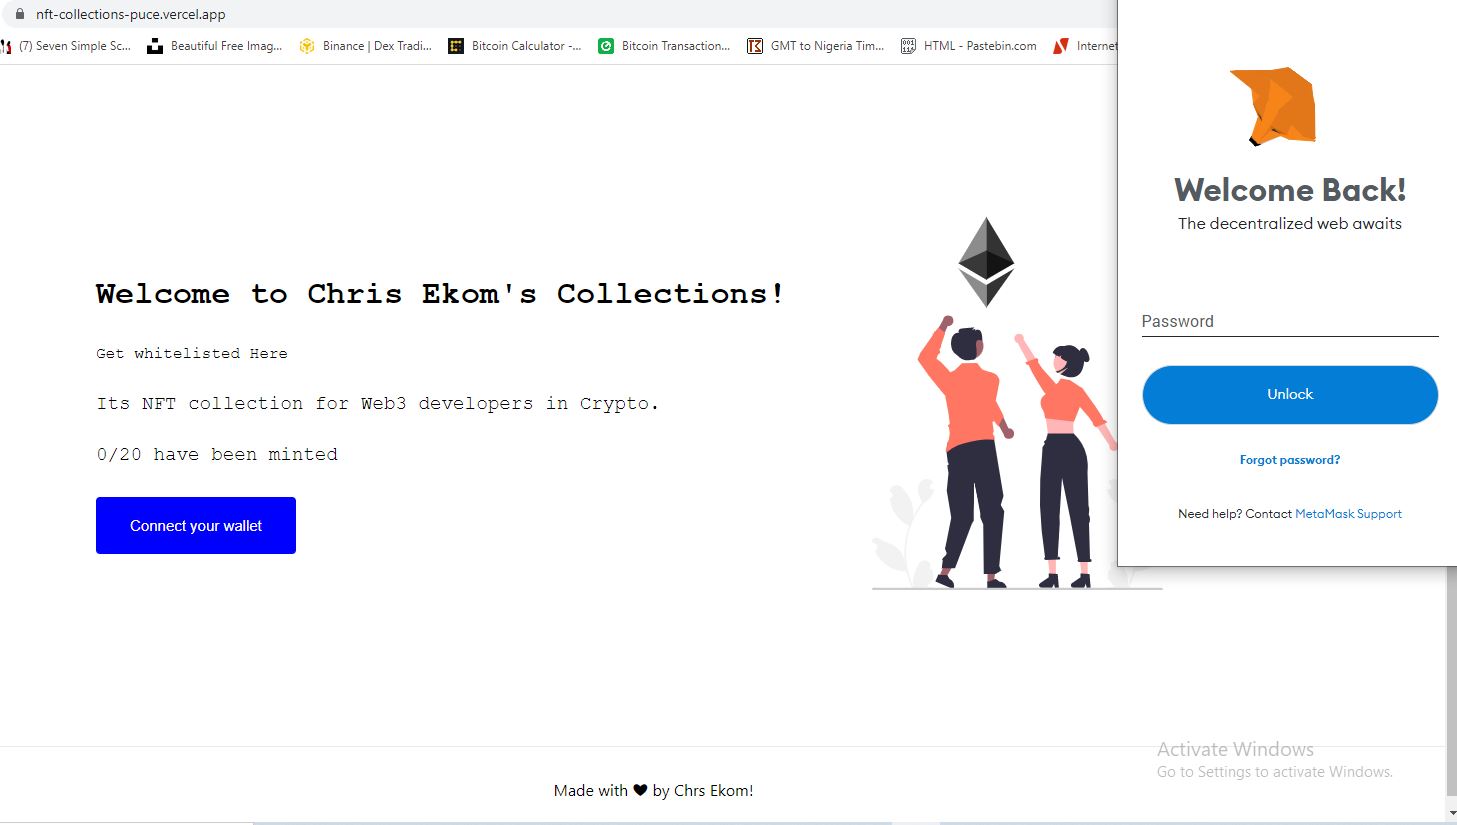 nft-collections-puce.vercel.app
(7) Seven Simple Sc... Beautiful Free Imag... Binance | Dex Tradi... Bitcoin Calculator -... Bitcoin Transaction... GMT to Nigeria Tim... HTML - Pastebin.com Internet
Welcome to Chris Ekom's Collections!
Get whitelisted Here
Its NFT collection for Web3 developers in Crypto.
0/20 have been minted
Connect your wallet
Welcome Back!
The decentralized web awaits
Password
Unlock
Forgot password?
Need help? Contact MetaMask Support
Activate Windows
Go to Settings to activate Windows.
Made with ❤ by Chrs Ekom!